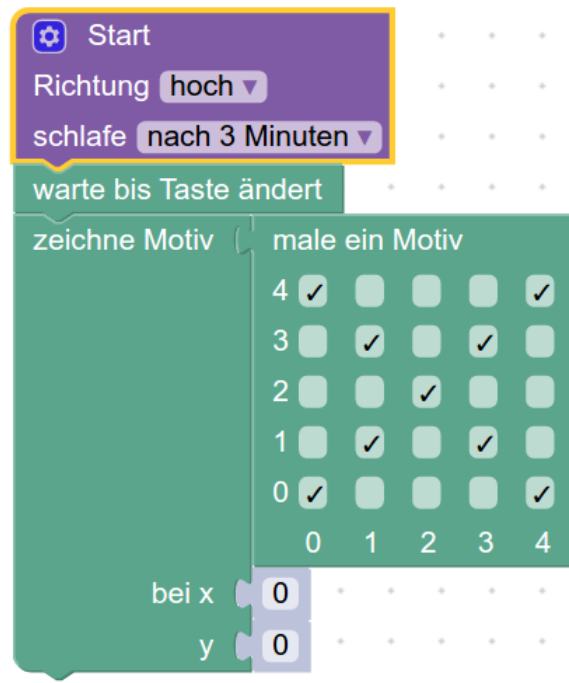 Start
Richtung hoch ▼
schlafe nach 3 Minuten ▼
warte bis Taste ändert
zeichne Motiv male ein Motiv
4 ✓ ✓
3 ✓ ✓
2 ✓
1 ✓ ✓
0 ✓ ✓
0 1 2 3 4
bei x 0
y 0